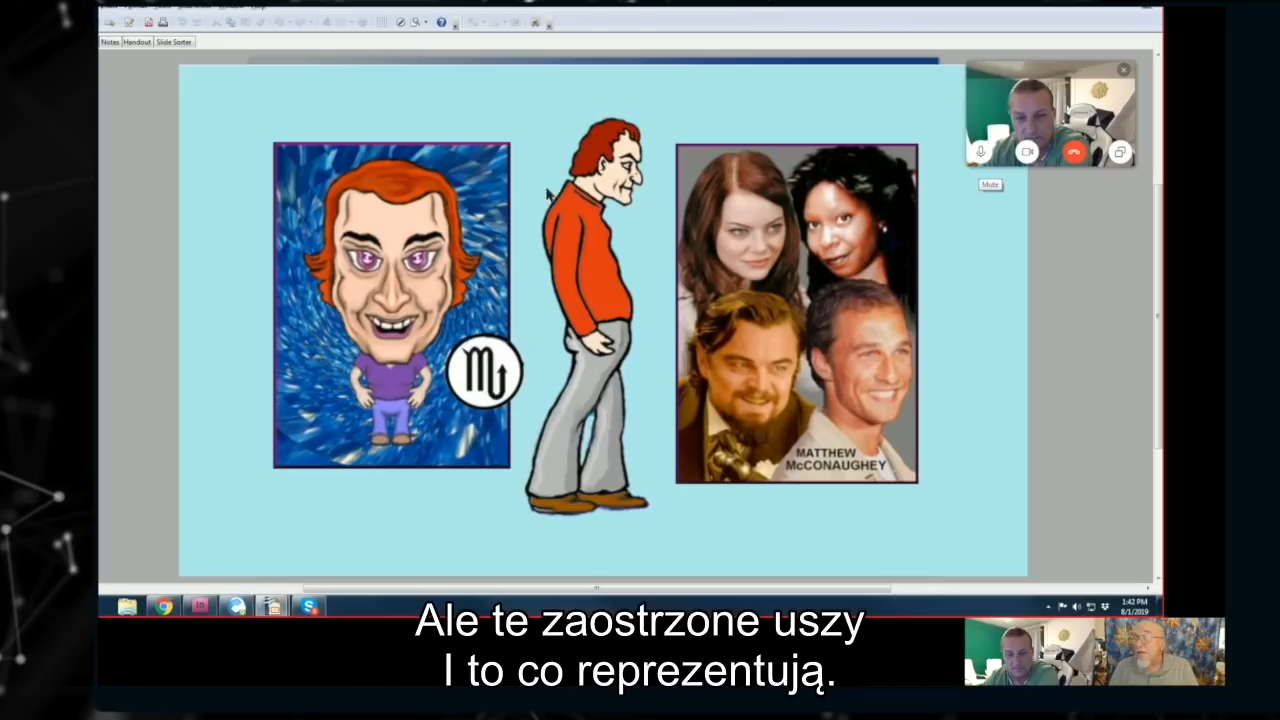 Notes Handout Slide Sorter
Mute
MATTHEW
McCONAUGHEY
1:42 PM
8/1/2019
Ale te zaostrzone uszy
I to co reprezentują.